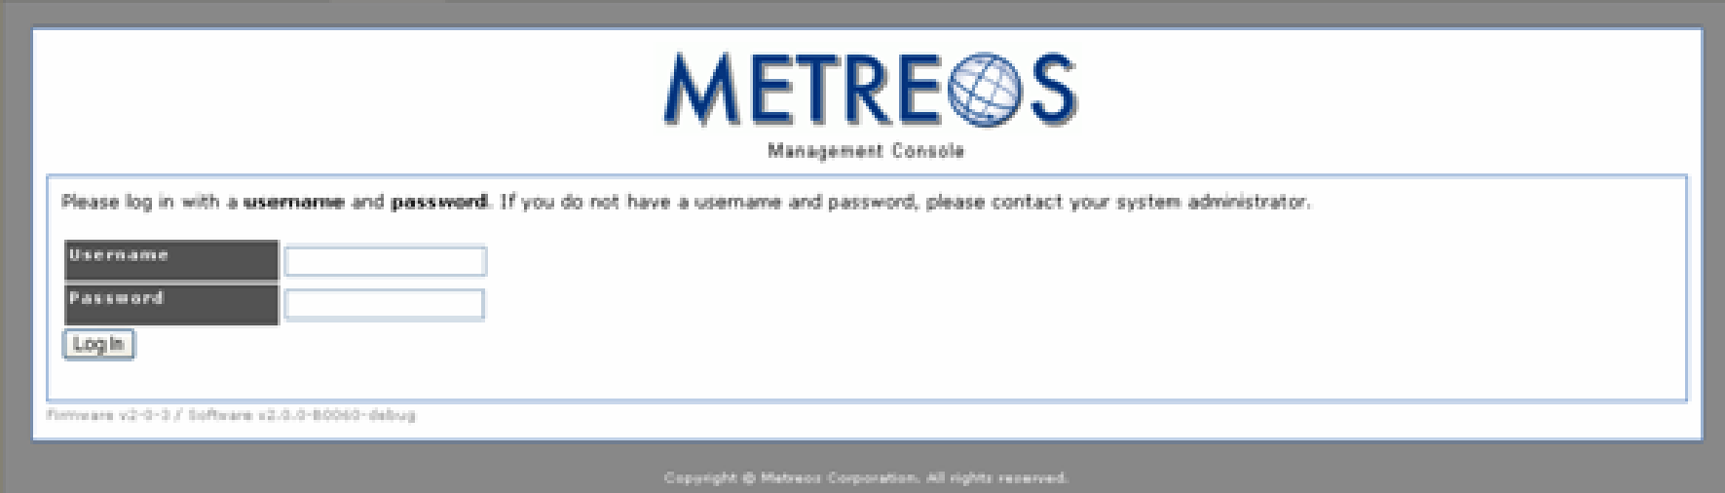 METREOS
Management Console
Please log in with a username and password. If you do not have a username and password, please contact your system administrator.
Username
Password
Log In
Firmware v2-0-3 / Software v2.0.0-B0060-debug
Copyright © Metreos Corporation. All rights reserved.